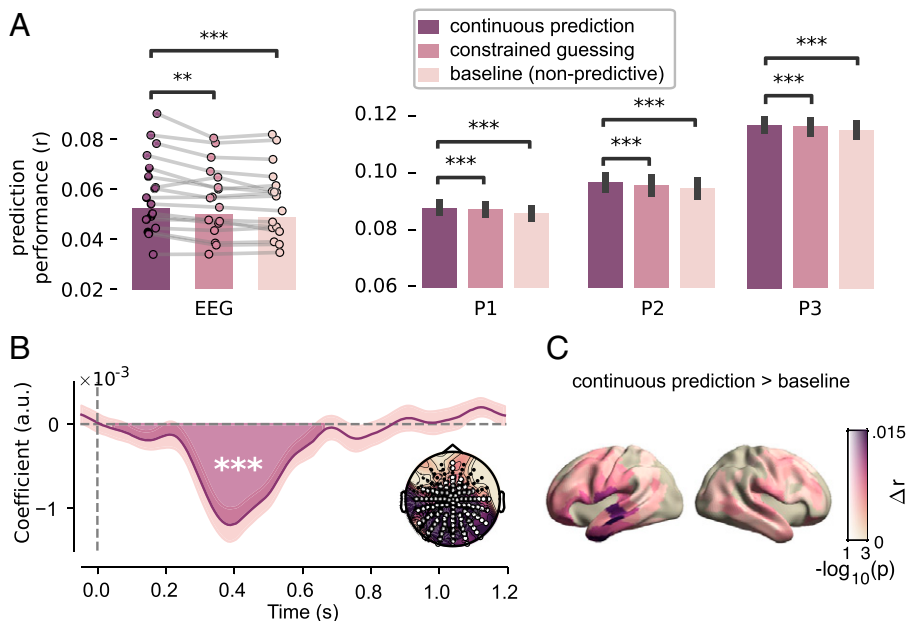 A
continuous prediction
constrained guessing
baseline (non-predictive)
prediction
performance (r)
0.08
0.06
0.04
0.02
***
**
EEG
0.12
0.10
0.08
0.06
***
***
P1
***
***
P2
***
***
P3
B
×10⁻³
Coefficient (a.u.)
0
−1
***
0.0 0.2 0.4 0.6 0.8 1.0 1.2
Time (s)
C
continuous prediction > baseline
.015
Δr
0
1 3
-log₁₀(p)